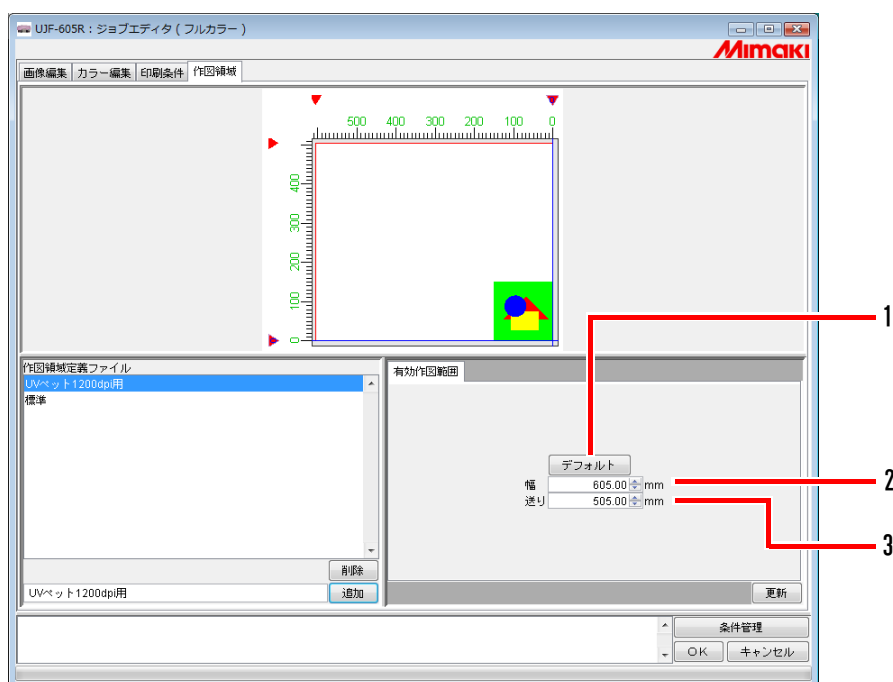 UJF-605R : ジョブエディタ ( フルカラー )
Mimaki
画像編集 カラー編集 印刷条件 作図領域
500 400 300 200 100 0
400
300
200
100
0
1
作図領域定義ファイル
UVペット1200dpi用
標準
有効作図範囲
デフォルト
幅 605.00 mm
2
送り 505.00 mm
3
削除
UVペット1200dpi用 追加
更新
条件管理
OK キャンセル